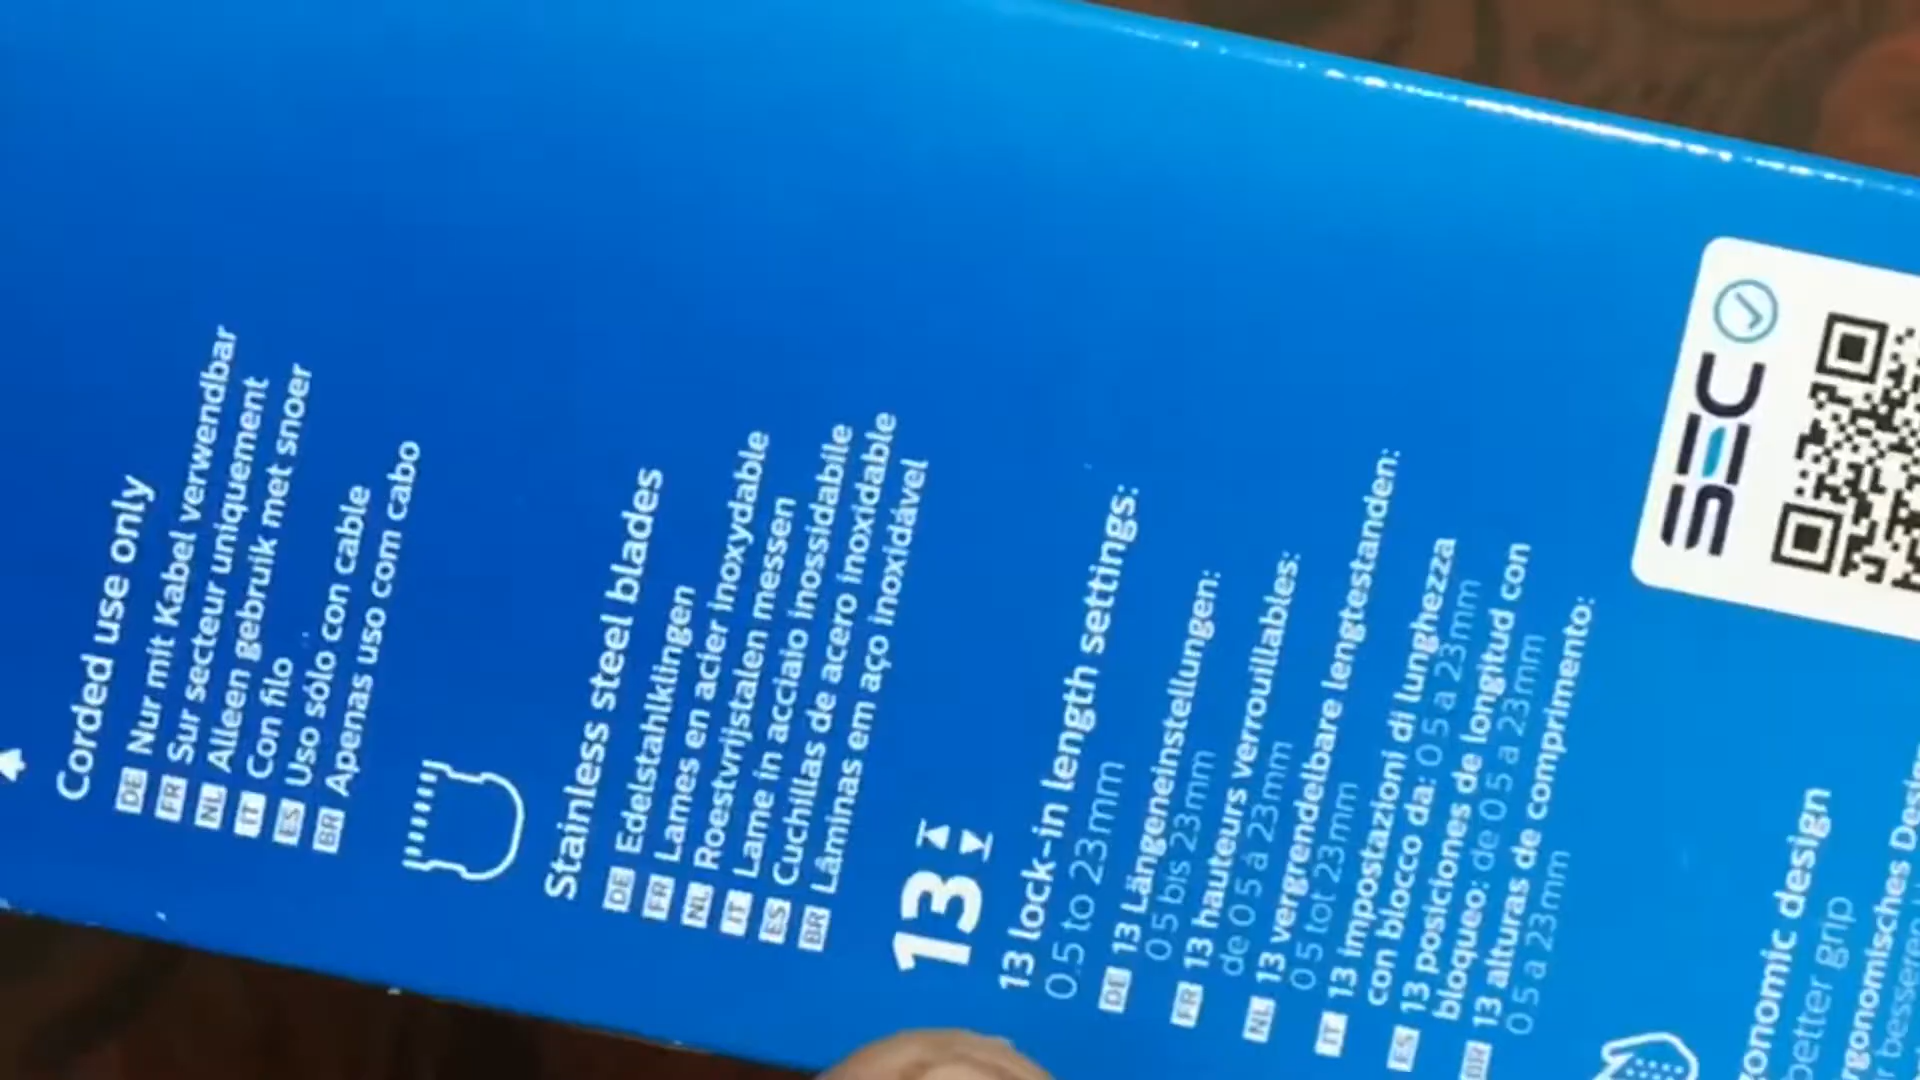 Corded use only
DE Nur mit Kabel verwendbar
FR Sur secteur uniquement
NL Alleen gebruik met snoer
IT Con filo
ES Uso sólo con cable
BR Apenas uso com cabo
Stainless steel blades
DE Edelstahlklingen
FR Lames en acier inoxydable
NL Roestvrijstalen messen
IT Lame in acciaio inossidabile
ES Cuchillas de acero inoxidable
BR Lâminas em aço inoxidável
13
13 lock-in length settings:
0.5 to 23mm
DE 13 Längeneinstellungen:
0 5 bis 23mm
FR 13 hauteurs verrouillables:
de 0 5 à 23mm
NL 13 vergrendelbare lengtestanden:
0 5 tot 23mm
IT 13 impostazioni di lunghezza
con blocco da: 0 5 a 23mm
ES 13 posiciones de longitud con
bloqueo: de 0 5 a 23mm
BR 13 alturas de comprimento:
0 5 a 23mm
SEC
design
better grip
besseren